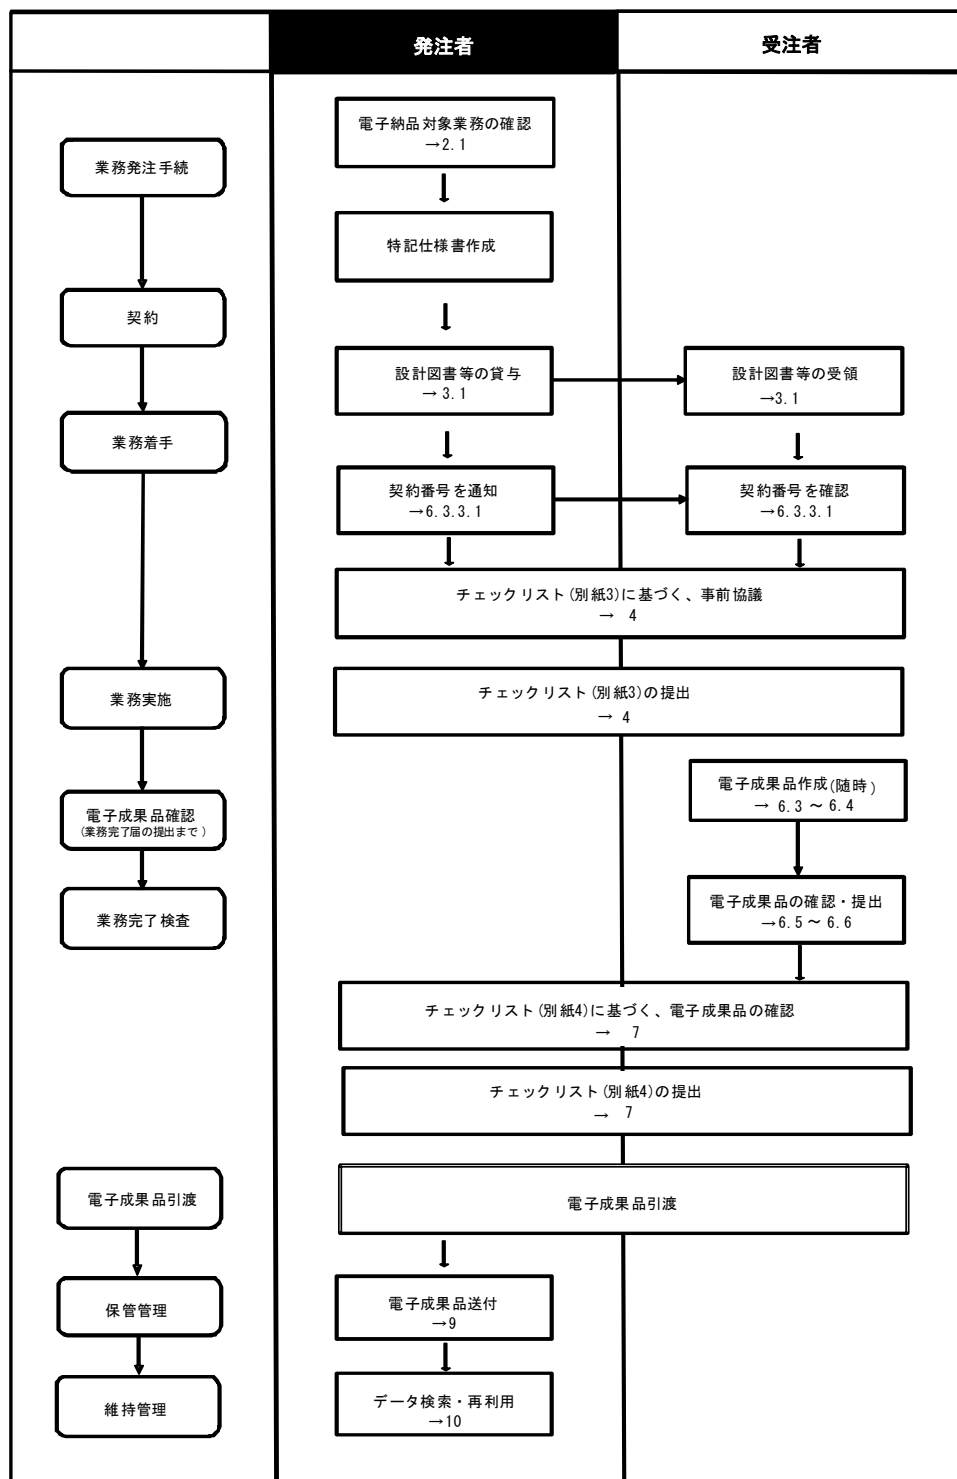 発注者
受注者
電子納品対象業務の確認
→2.1
業務発注手続
特記仕様書作成
契約
設計図書等の貸与
→ 3.1
設計図書等の受領
→3.1
業務着手
契約番号を通知
→6.3.3.1
契約番号を確認
→6.3.3.1
チェックリスト(別紙3)に基づく、事前協議
→ 4
業務実施
チェックリスト(別紙3)の提出
→ 4
電子成果品作成(随時)
→ 6.3～6.4
電子成果品確認
(業務完了届の提出まで)
電子成果品の確認・提出
→6.5～6.6
業務完了検査
チェックリスト(別紙4)に基づく、電子成果品の確認
→ 7
チェックリスト(別紙4)の提出
→ 7
電子成果品引渡
電子成果品引渡
保管管理
電子成果品送付
→9
維持管理
データ検索・再利用
→10